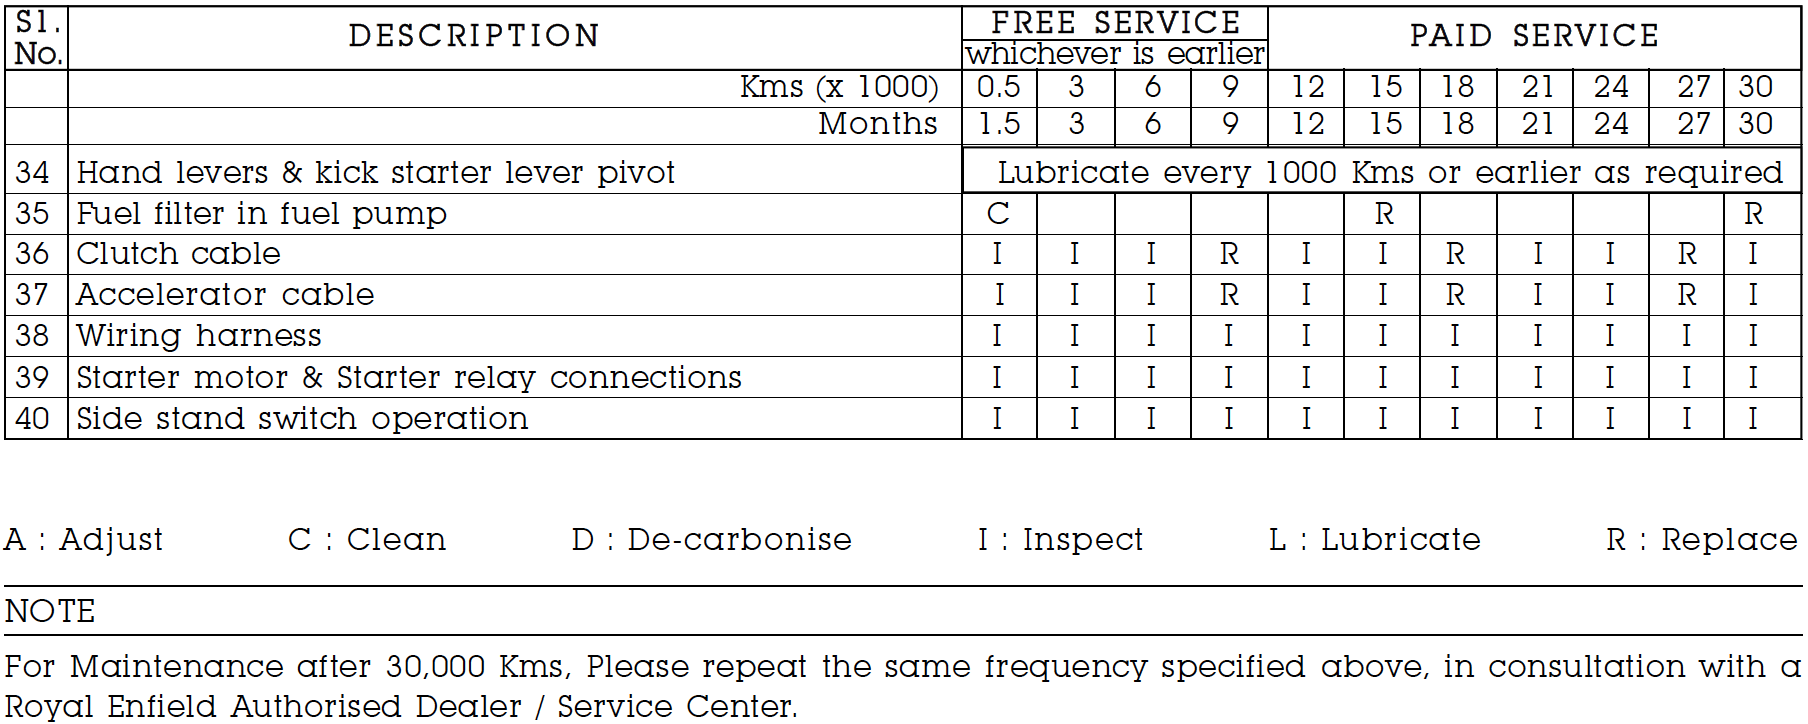 Sl. No. DESCRIPTION FREE SERVICE whichever is earlier PAID SERVICE
Kms (x 1000) 0.5 3 6 9 12 15 18 21 24 27 30
Months 1.5 3 6 9 12 15 18 21 24 27 30
34 Hand levers & kick starter lever pivot Lubricate every 1000 Kms or earlier as required
35 Fuel filter in fuel pump C R R
36 Clutch cable I I I R I I R I I R I
37 Accelerator cable I I I R I I R I I R I
38 Wiring harness I I I I I I I I I I I
39 Starter motor & Starter relay connections I I I I I I I I I I I
40 Side stand switch operation I I I I I I I I I I I
A : Adjust C : Clean D : De-carbonise I : Inspect L : Lubricate R : Replace
NOTE
For Maintenance after 30,000 Kms, Please repeat the same frequency specified above, in consultation with a
Royal Enfield Authorised Dealer / Service Center.